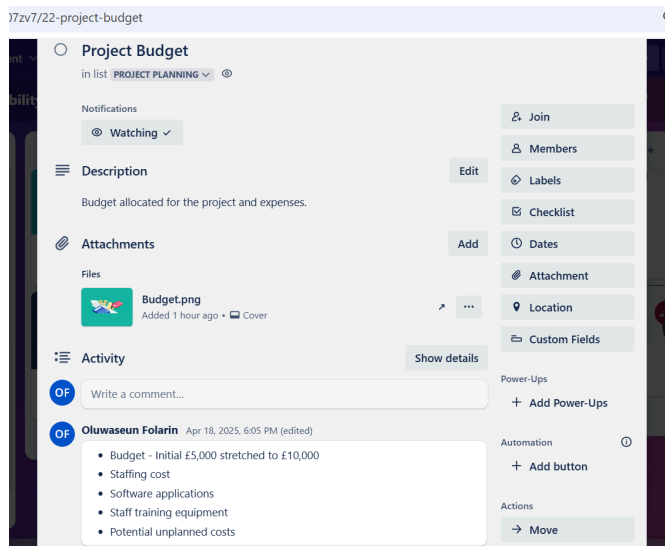 07zv7/22-project-budget
Project Budget
in list PROJECT PLANNING
Notifications
Watching
Description
Edit
Budget allocated for the project and expenses.
Attachments
Add
Files
Budget.png
Added 1 hour ago • Cover
Activity
Show details
OF
Write a comment...
OF
Oluwaseun Folarin Apr 18, 2025, 6:05 PM (edited)
• Budget - Initial £5,000 stretched to £10,000
• Staffing cost
• Software applications
• Staff training equipment
• Potential unplanned costs
Join
Members
Labels
Checklist
Dates
Attachment
Location
Custom Fields
Power-Ups
+ Add Power-Ups
Automation
+ Add button
Actions
→ Move